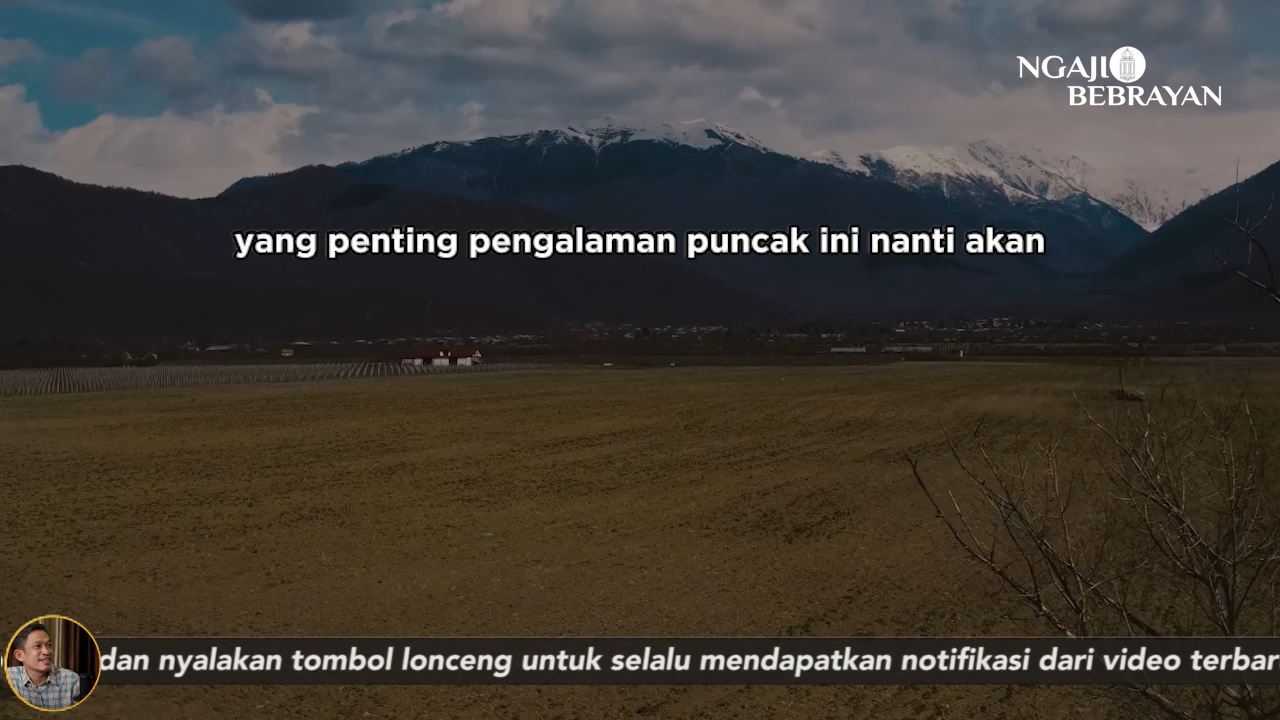 NGAJI
BEBRAYAN
yang penting pengalaman puncak ini nanti akan
dan nyalakan tombol lonceng untuk selalu mendapatkan notifikasi dari video